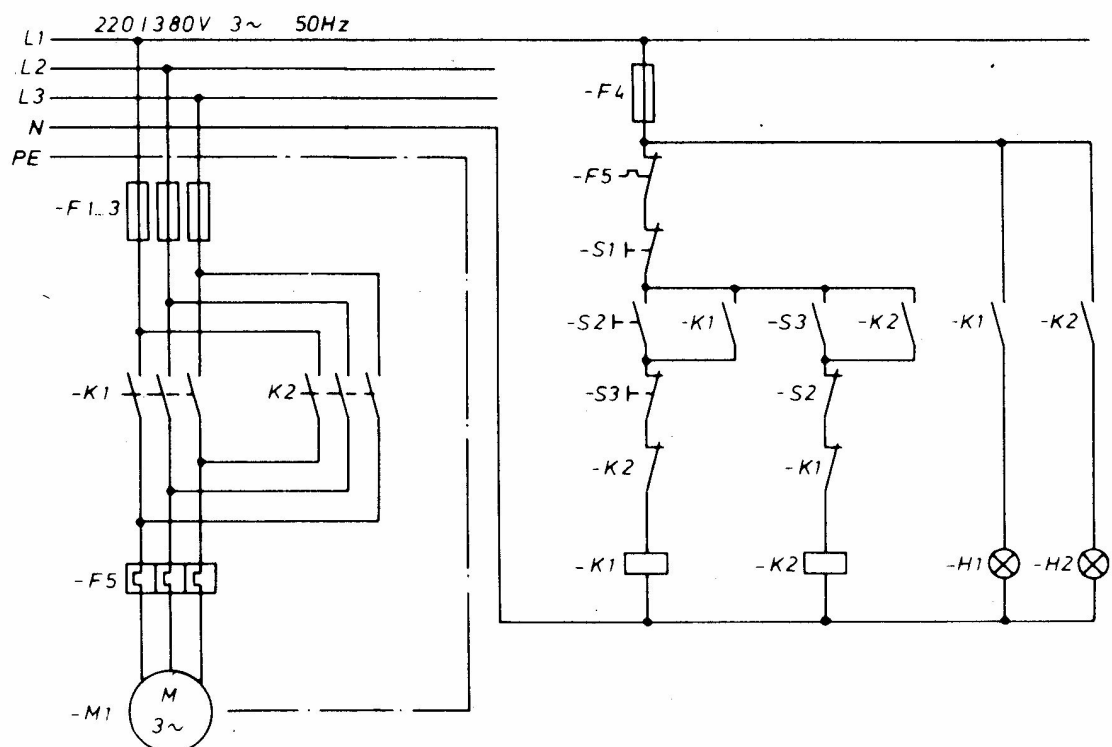 220/380V 3~ 50Hz
L1
L2
L3
N
PE
-F4
-F5
-F1...3
-S1
-S2
-K1
-S3
-K2
-K1
-K2
-K1
K2
-S3
-S2
-K2
-K1
-F5
-K1
-K2
-H1
-H2
M
3~
-M1